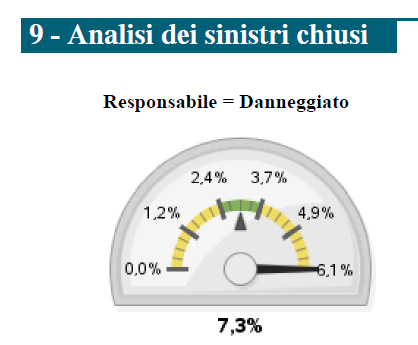 9 - Analisi dei sinistri chiusi
Responsabile = Danneggiato
2,4% 3,7%
1,2% 4,9%
0,0% 6,1%
7,3%